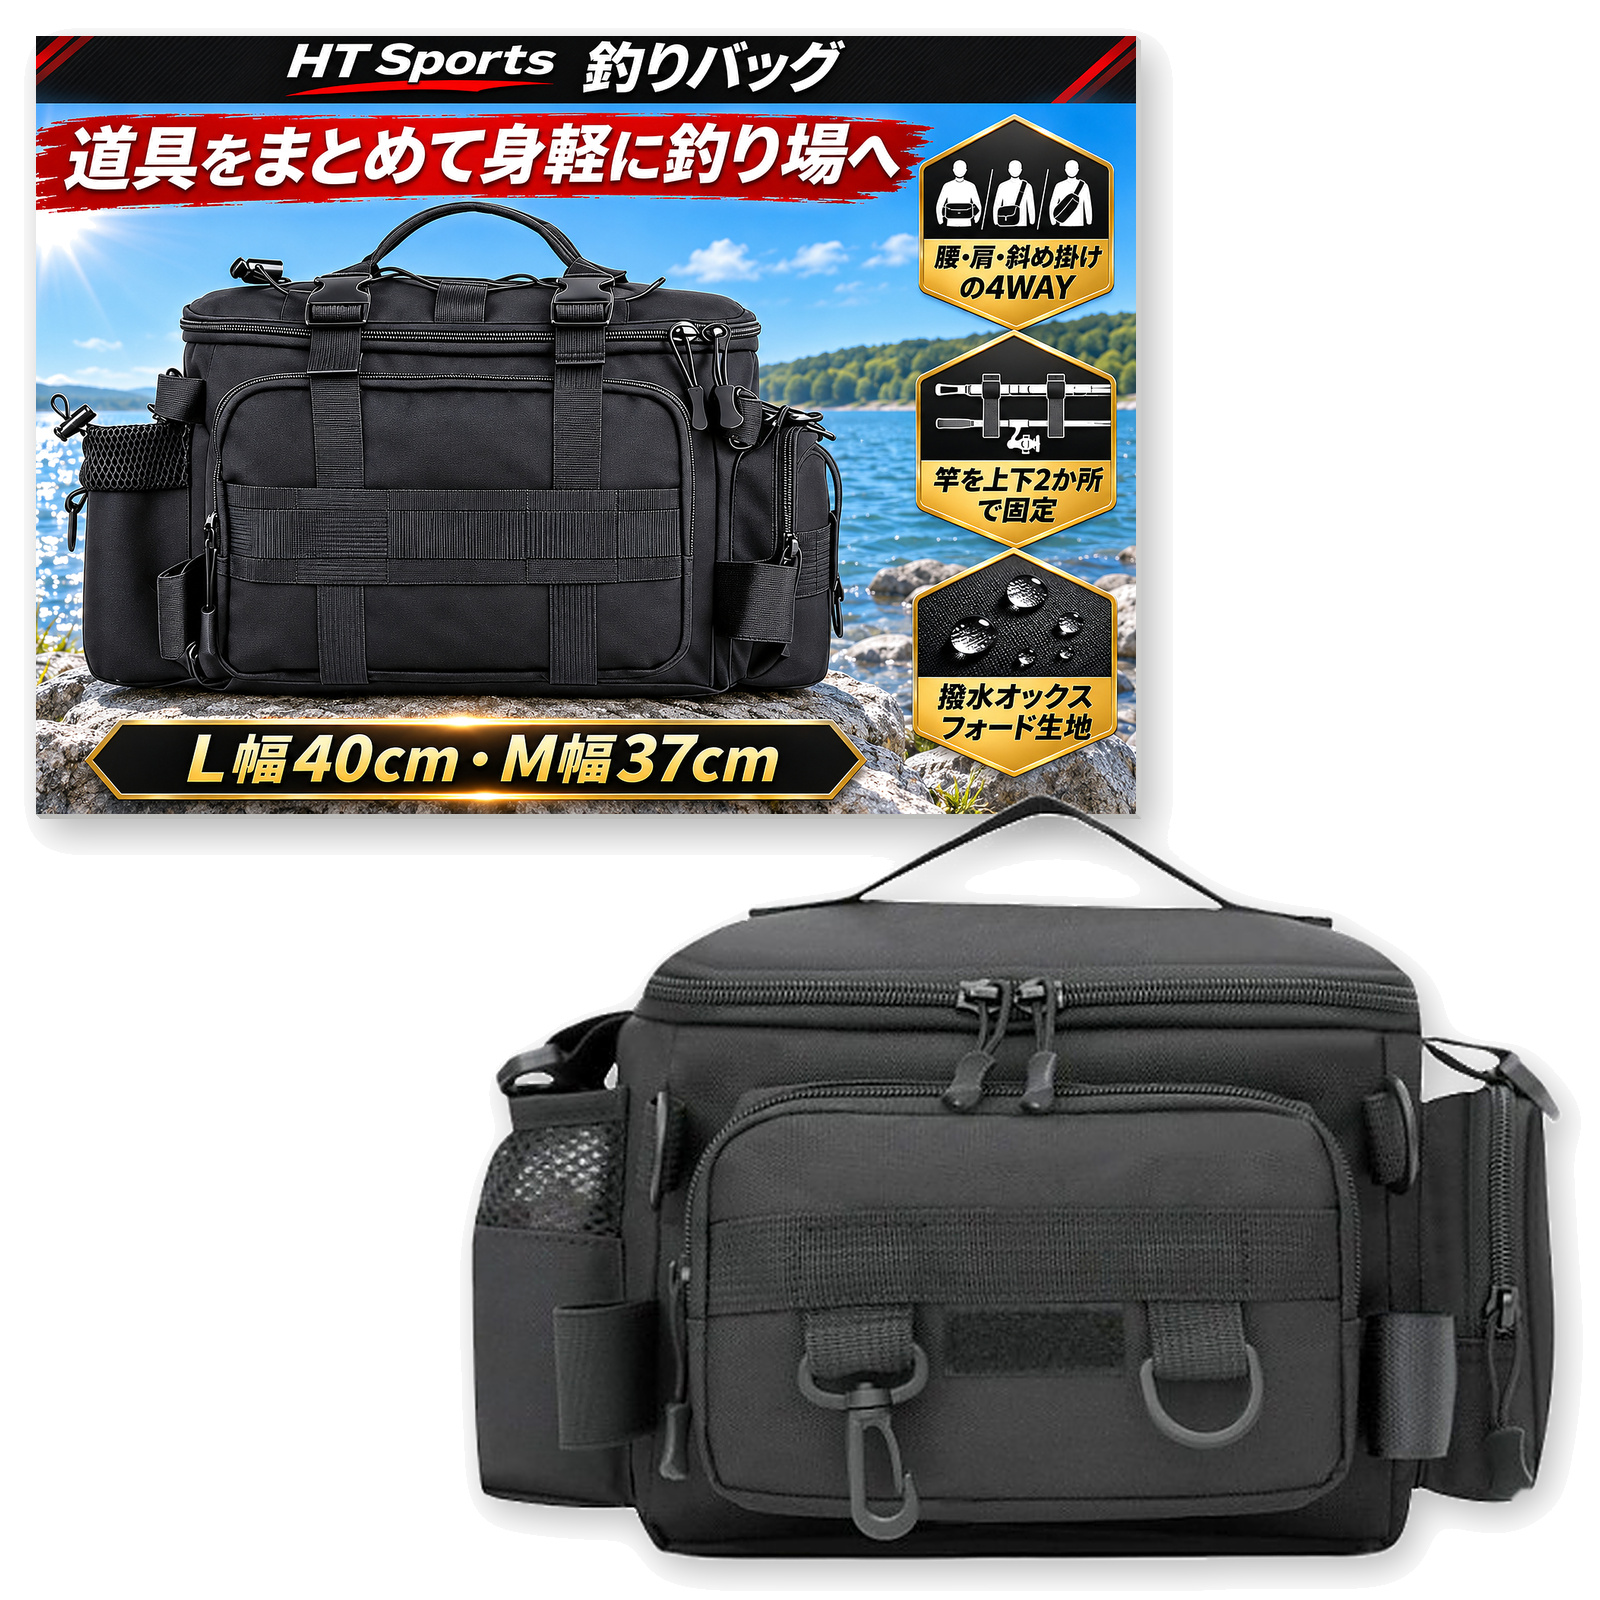 HT Sports 釣りバッグ
道具をまとめて身軽に釣り場へ
腰・肩・斜め掛け
の4WAY
竿を上下2か所
で固定
撥水オックス
フォード生地
L幅40cm・M幅37cm